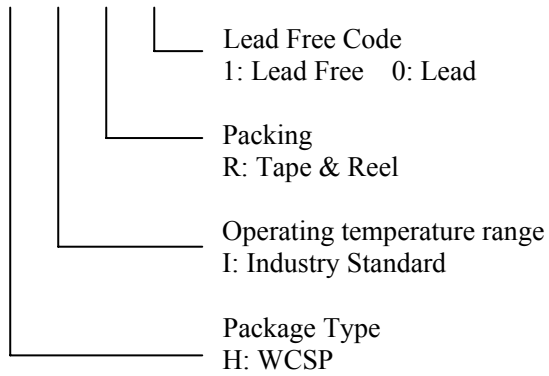 Lead Free Code
1: Lead Free 0: Lead
Packing
R: Tape & Reel
Operating temperature range
I: Industry Standard
Package Type
H: WCSP